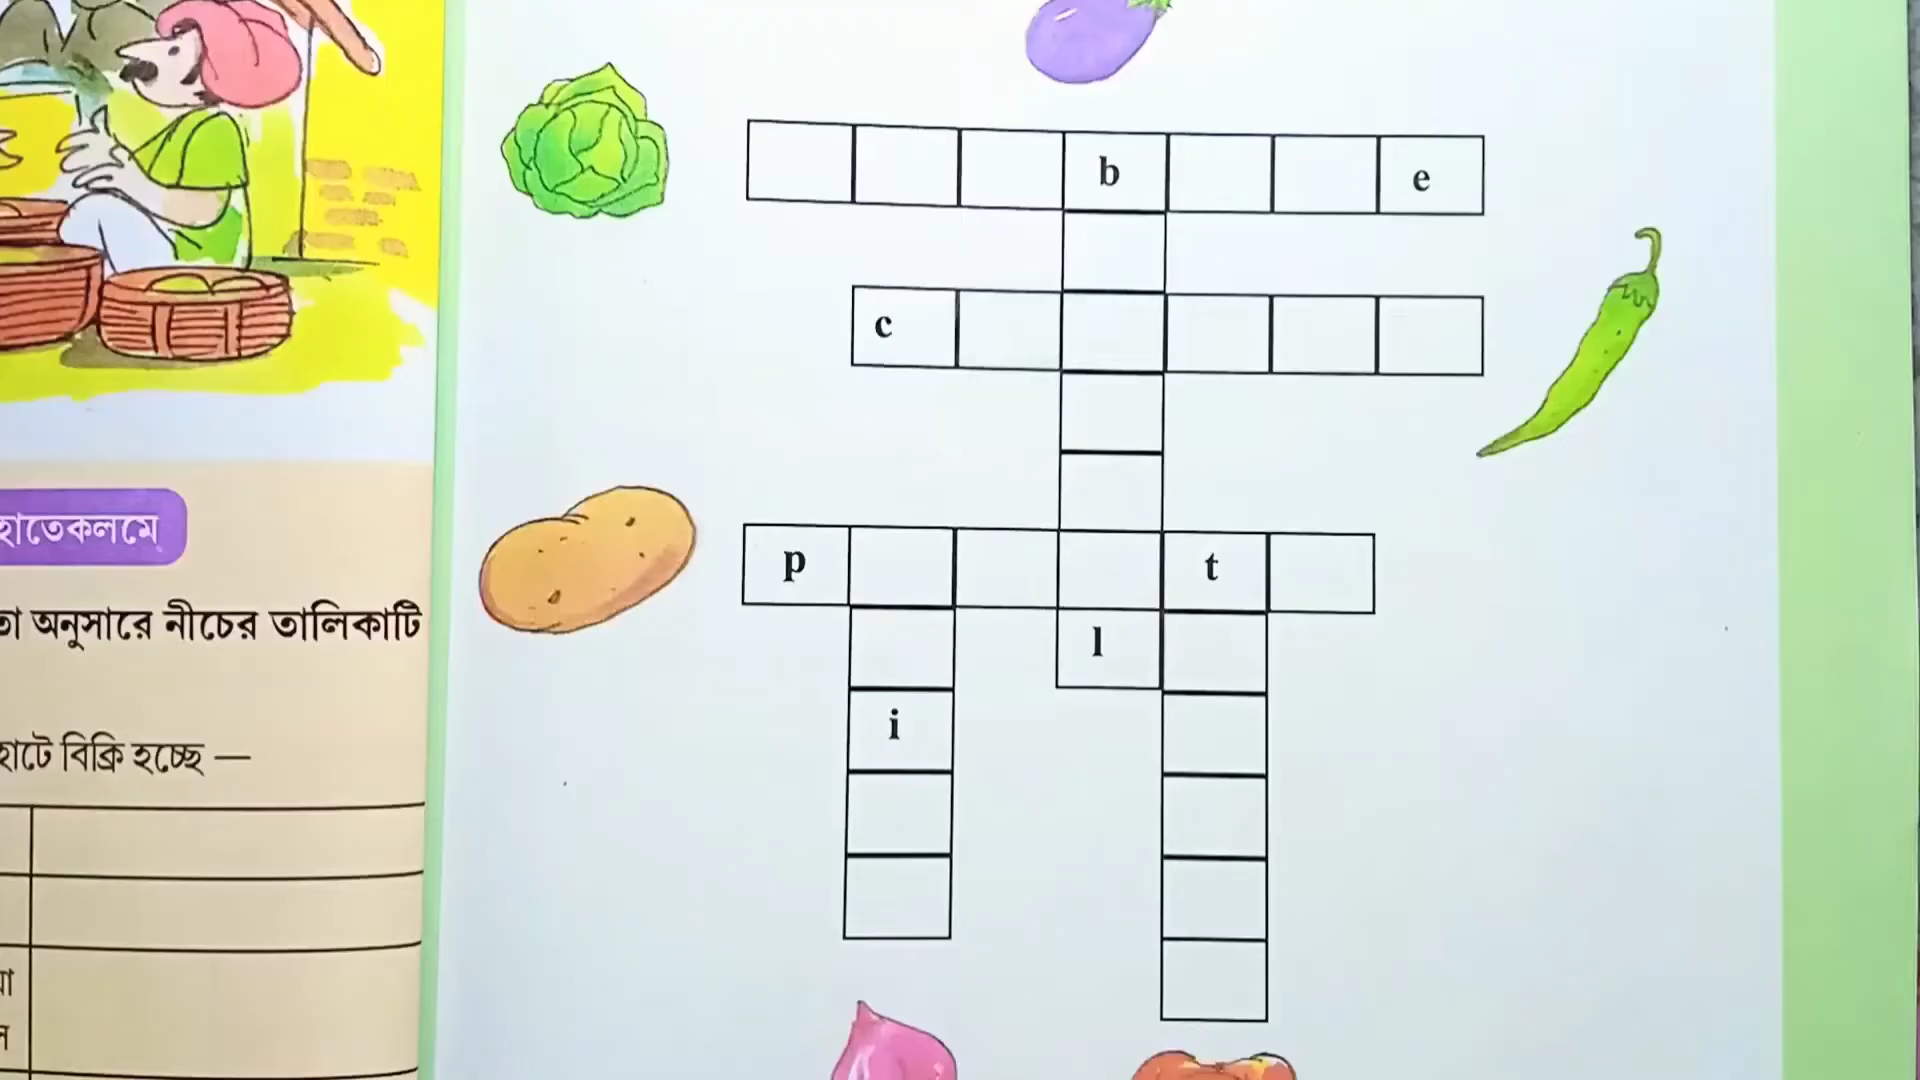 হাতেকলমে
অনুসারে নীচের তালিকাটি
হাটে বিক্রি হচ্ছে —
b e
c
p t
l
i